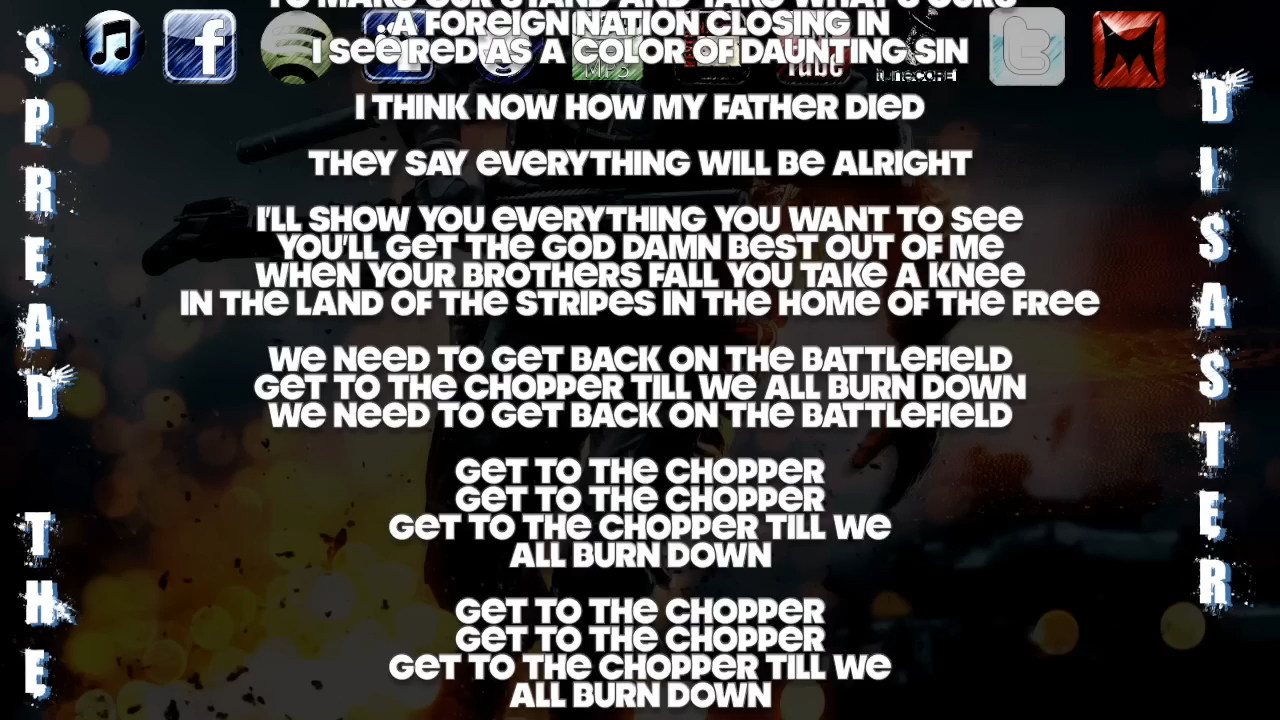 TO MAKE OUR STAND AND TAKE WHAT'S OURS
A FOREIGN NATION CLOSING IN
I SEE RED AS A COLOR OF DAUNTING SIN
I THINK NOW HOW MY FATHER DIED
THEY SAY EVERYTHING WILL BE ALRIGHT
I'LL SHOW YOU EVERYTHING YOU WANT TO SEE
YOU'LL GET THE GOD DAMN BEST OUT OF ME
WHEN YOUR BROTHERS FALL YOU TAKE A KNEE
IN THE LAND OF THE STRIPES IN THE HOME OF THE FREE
WE NEED TO GET BACK ON THE BATTLEFIELD
GET TO THE CHOPPER TILL WE ALL BURN DOWN
WE NEED TO GET BACK ON THE BATTLEFIELD
GET TO THE CHOPPER
GET TO THE CHOPPER
GET TO THE CHOPPER TILL WE
ALL BURN DOWN
GET TO THE CHOPPER
GET TO THE CHOPPER
GET TO THE CHOPPER TILL WE
ALL BURN DOWN
SPREAD THE
DISASTER
f
MP3
Tube
TUNECORE
t